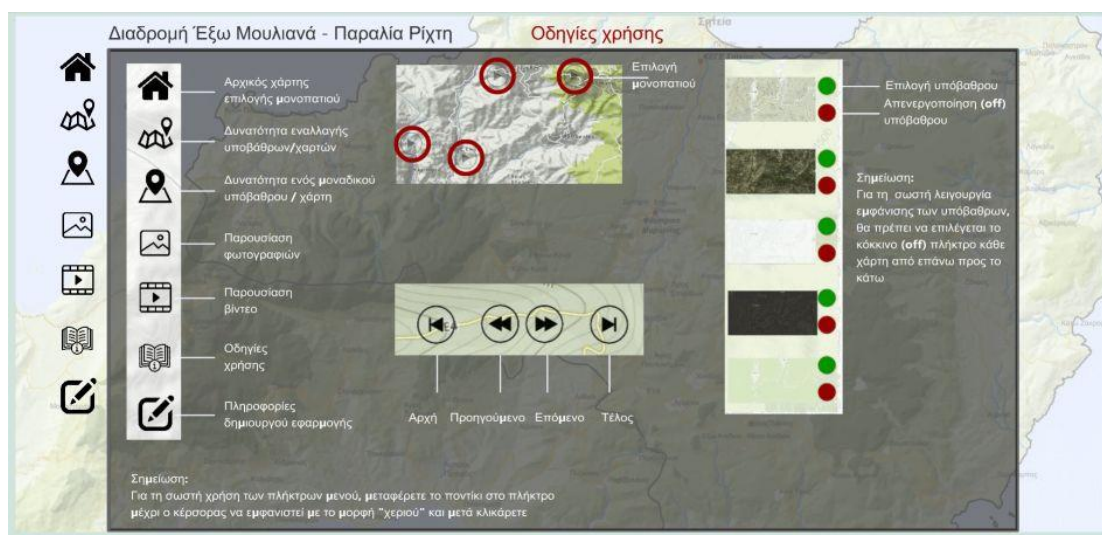 Διαδρομή Έξω Μουλιανά - Παραλία Ρίχτη
Οδηγίες χρήσης
Αρχικός χάρτης
επιλογής μονοπατιού
Δυνατότητα εναλλαγής
υποβάθρων/χαρτών
Δυνατότητα ενός μοναδικού
υπόβαθρου / χάρτη
Παρουσίαση
φωτογραφιών
Παρουσίαση
βίντεο
Οδηγίες
χρήσης
Πληροφορίες
δημιουργού εφαρμογής
Επιλογή
μονοπατιού
Αρχή
Προηγούμενο
Επόμενο
Τέλος
Επιλογή υπόβαθρου
Απενεργοποίηση (off)
υπόβαθρου
Σημείωση:
Για τη σωστή λειγουργία
εμφάνισης των υπόβαθρων,
θα πρέπει να επιλέγεται το
κόκκινο (off) πλήκτρο κάθε
χάρτη από επάνω προς το
κάτω
Σημείωση:
Για τη σωστή χρήση των πλήκτρων μενού, μεταφέρετε το ποντίκι στο πλήκτρο
μέχρι ο κέρσορας να εμφανιστεί με το μορφή "χεριού" και μετά κλικάρετε